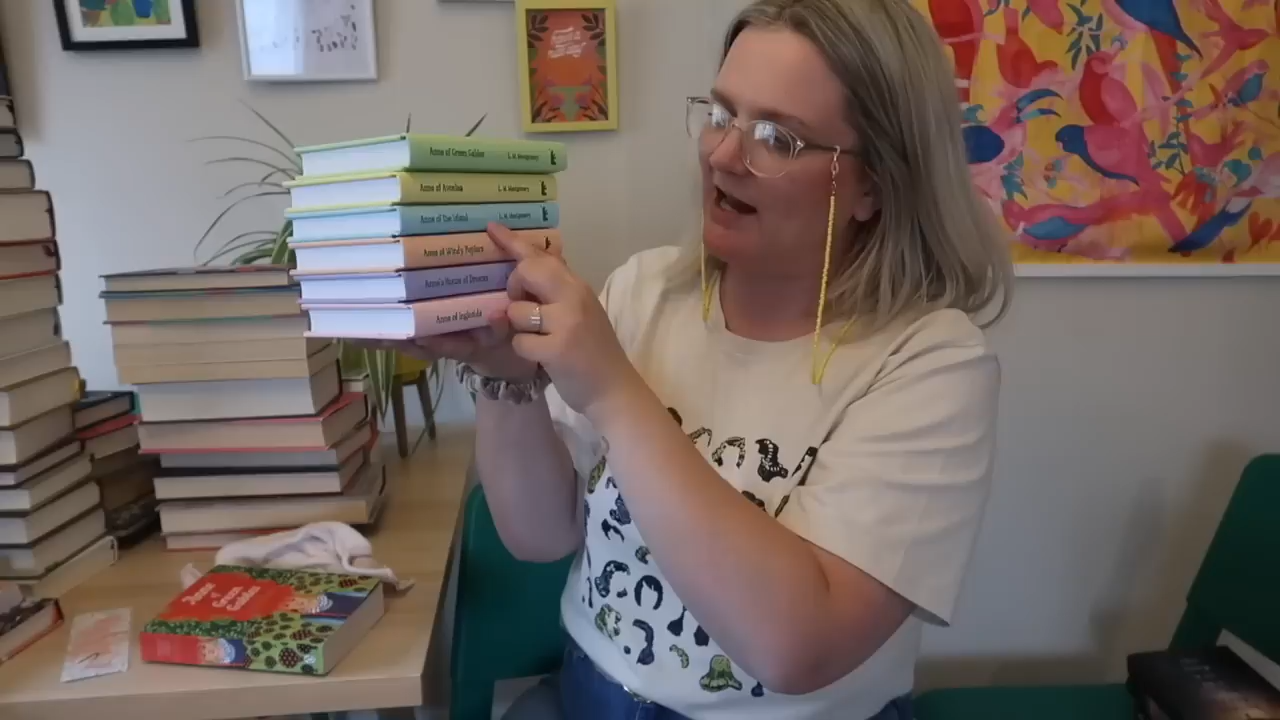 Anne of Green Gables L. M. Montgomery
Anne of Avonlea L. M. Montgomery
Anne of the Island L. M. Montgomery
Anne of Windy Poplars
Anne's House of Dreams
Anne of Ingleside
Anne
of
Green
Gables